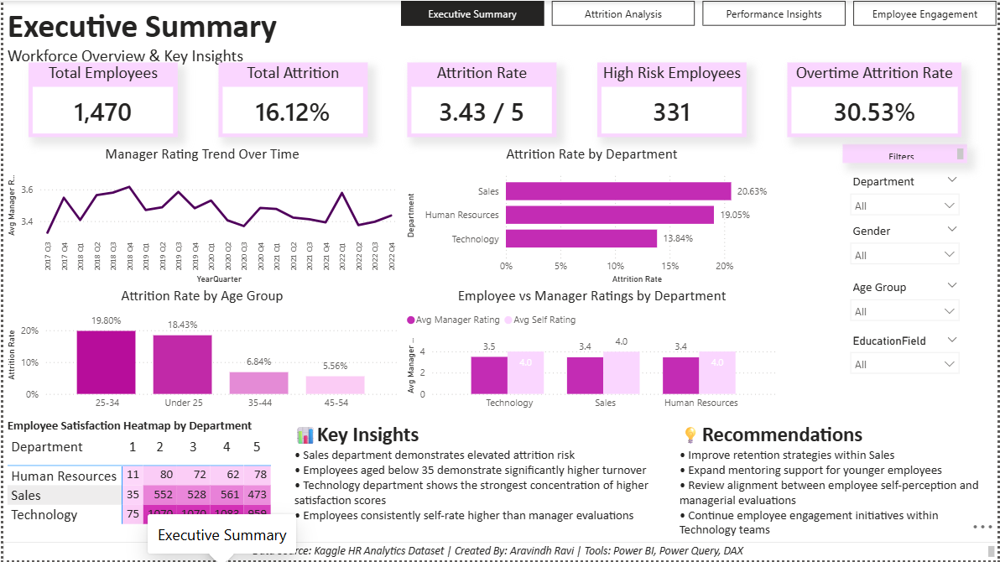 Executive Summary
Executive Summary
Attrition Analysis
Performance Insights
Employee Engagement
Workforce Overview & Key Insights
Total Employees
1,470
Total Attrition
16.12%
Attrition Rate
3.43 / 5
High Risk Employees
331
Overtime Attrition Rate
30.53%
Manager Rating Trend Over Time
Avg Manager R...
3.6
3.4
2017 Q3
2017 Q4
2018 Q1
2018 Q2
2018 Q3
2018 Q4
2019 Q1
2019 Q2
2019 Q3
2019 Q4
2020 Q1
2020 Q2
2020 Q3
2020 Q4
2021 Q1
2021 Q2
2021 Q3
2021 Q4
2022 Q1
2022 Q2
2022 Q3
2022 Q4
YearQuarter
Attrition Rate by Department
Department
Sales
20.63%
Human Resources
19.05%
Technology
13.84%
0%
5%
10%
15%
20%
Attrition Rate
Filters
Department
All
Gender
All
Age Group
All
EducationField
All
Attrition Rate by Age Group
Attrition Rate
20%
10%
0%
19.80%
18.43%
6.84%
5.56%
25-34
Under 25
35-44
45-54
Employee vs Manager Ratings by Department
Avg Manager Rating
Avg Self Rating
Avg Manager ...
4
2
0
3.5
4.0
3.4
4.0
3.4
4.0
Technology
Sales
Human Resources
Employee Satisfaction Heatmap by Department
Department 1 2 3 4 5
Human Resources 11 80 72 62 78
Sales 35 552 528 561 473
Technology 75 1070 1079 1083 959
Executive Summary
📊 Key Insights
• Sales department demonstrates elevated attrition risk
• Employees aged below 35 demonstrate significantly higher turnover
• Technology department shows the strongest concentration of higher
satisfaction scores
• Employees consistently self-rate higher than manager evaluations
💡 Recommendations
• Improve retention strategies within Sales
• Expand mentoring support for younger employees
• Review alignment between employee self-perception and
managerial evaluations
• Continue employee engagement initiatives within
Technology teams
Source: Kaggle HR Analytics Dataset | Created By: Aravindh Ravi | Tools: Power BI, Power Query, DAX